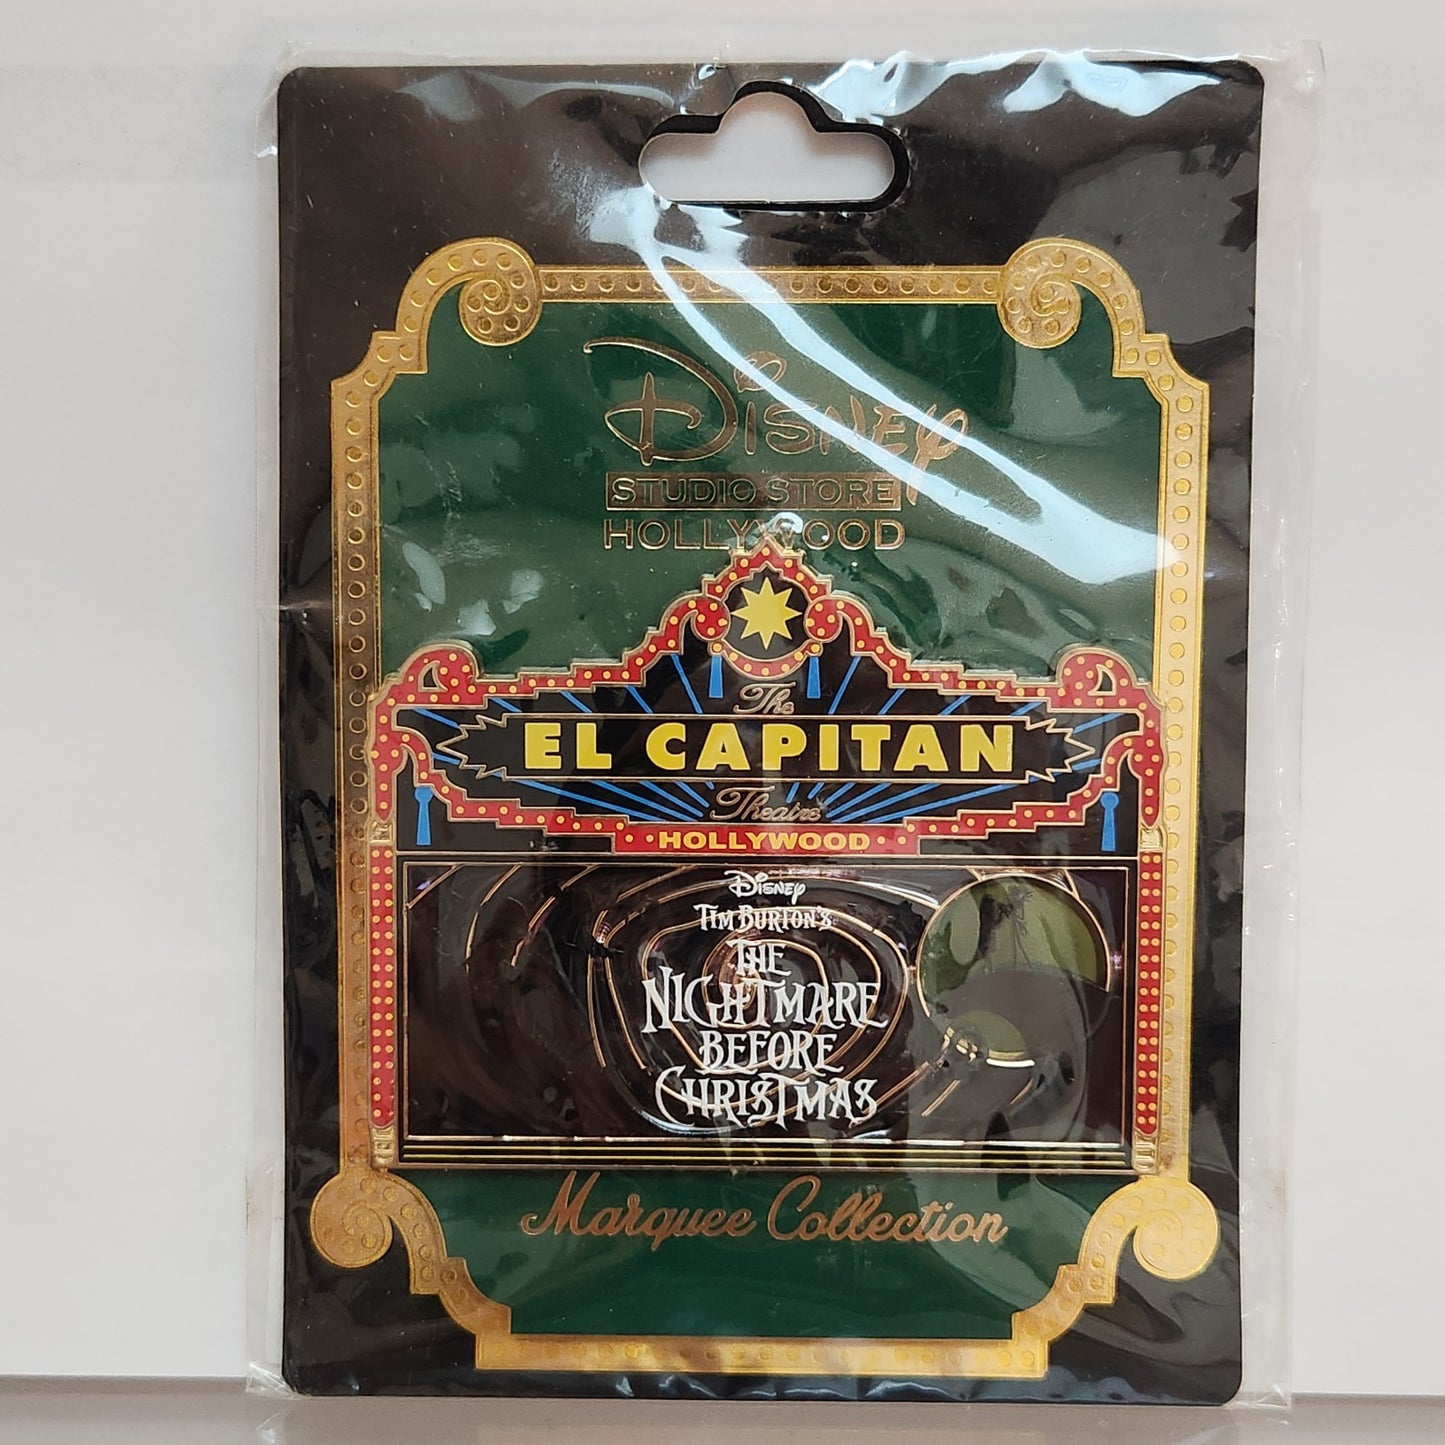 Disney
STUDIO STORE
HOLLYWOOD
The
EL CAPITAN
Theatre
HOLLYWOOD
Disney
TIM BURTON'S
THE
NIGHTMARE
BEFORE
CHRISTMAS
Marquee Collection